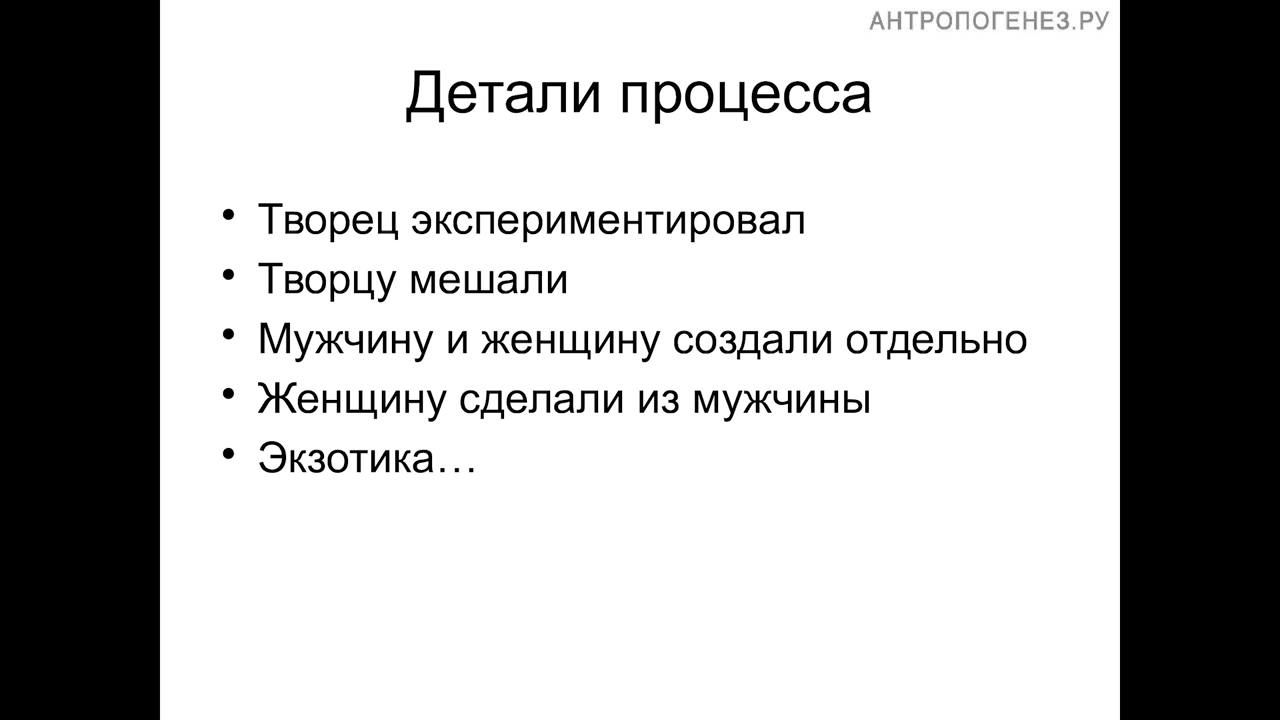 АНТРОПОГЕНЕЗ.РУ
Детали процесса
• Творец экспериментировал
• Творцу мешали
• Мужчину и женщину создали отдельно
• Женщину сделали из мужчины
• Экзотика…